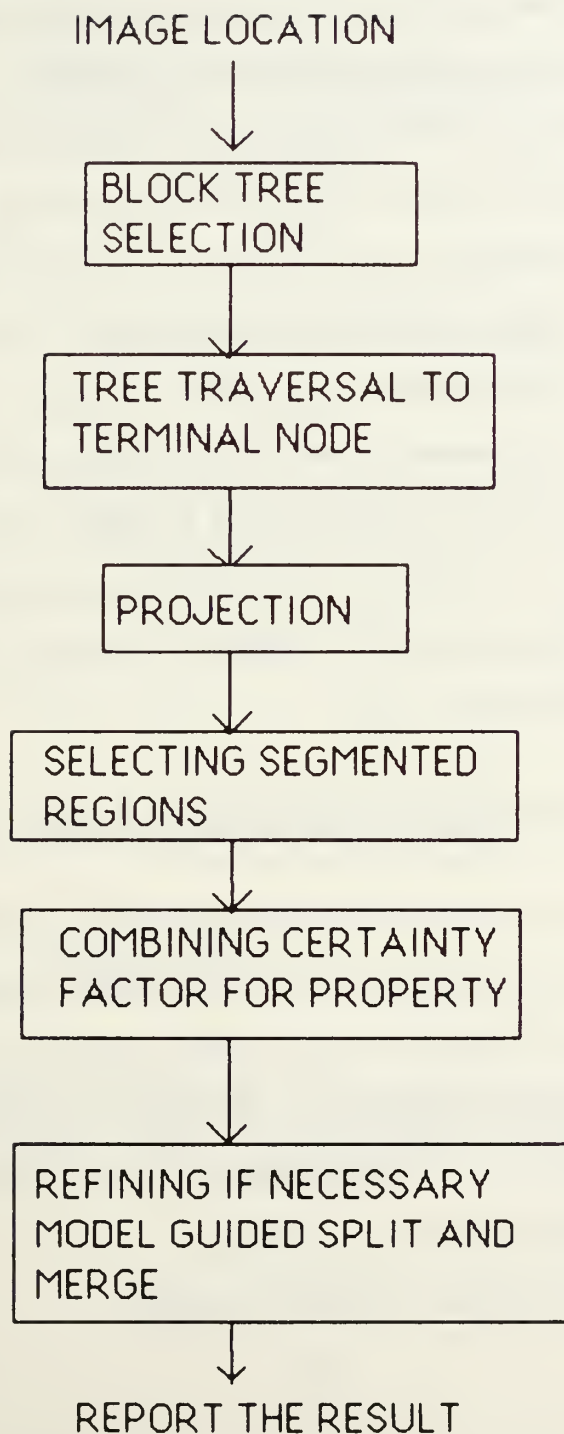 IMAGE LOCATION
BLOCK TREE
SELECTION
TREE TRAVERSAL TO
TERMINAL NODE
PROJECTION
SELECTING SEGMENTED
REGIONS
COMBINING CERTAINTY
FACTOR FOR PROPERTY
REFINING IF NECESSARY
MODEL GUIDED SPLIT AND
MERGE
REPORT THE RESULT